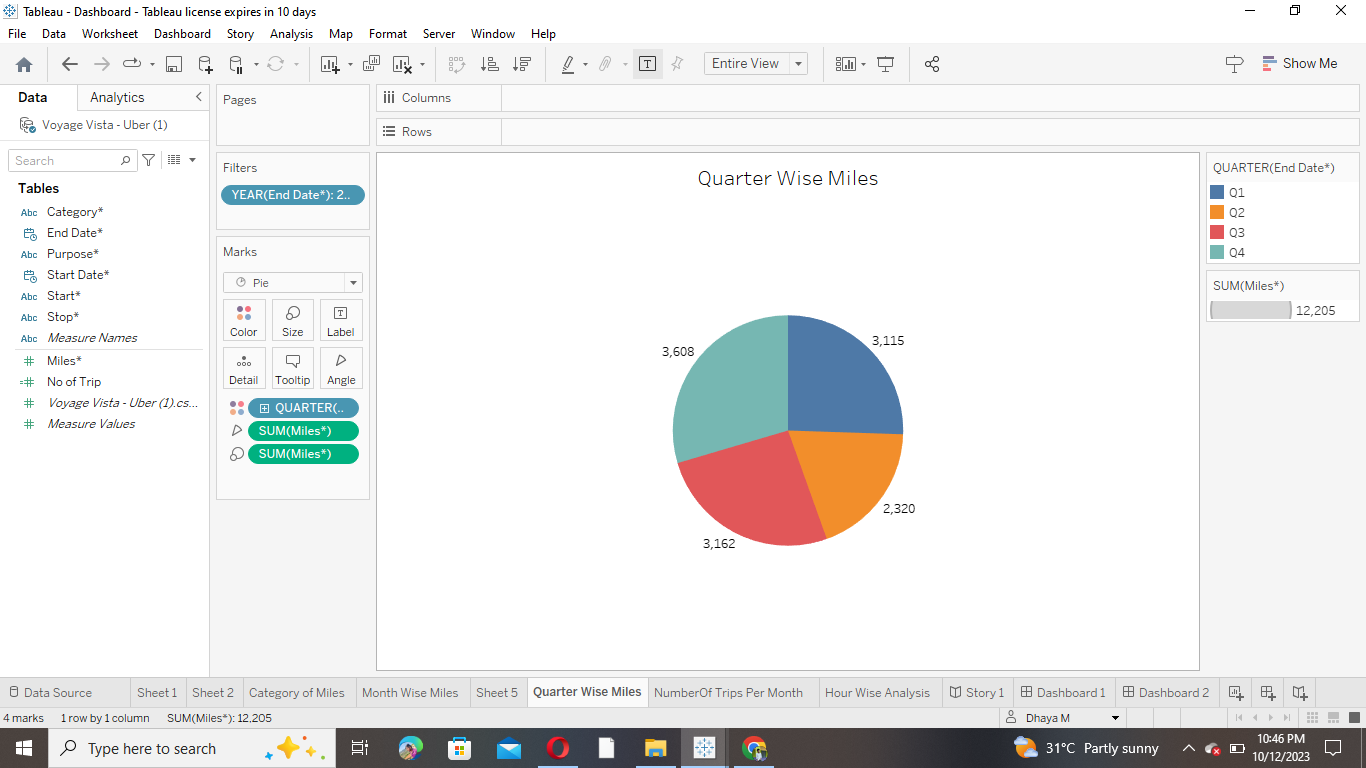 Tableau - Dashboard - Tableau license expires in 10 days
File Data Worksheet Dashboard Story Analysis Map Format Server Window Help
Entire View
Show Me
Data Analytics
Voyage Vista - Uber (1)
Search
Tables
Abc Category*
End Date*
Abc Purpose*
Start Date*
Abc Start*
Abc Stop*
Abc Measure Names
# Miles*
=# No of Trip
# Voyage Vista - Uber (1).cs...
# Measure Values
Pages
Filters
YEAR(End Date*): 2..
Marks
Pie
Color Size Label
Detail Tooltip Angle
QUARTER(..
SUM(Miles*)
SUM(Miles*)
Columns
Rows
Quarter Wise Miles
3,115
3,608
2,320
3,162
QUARTER(End Date*)
Q1
Q2
Q3
Q4
SUM(Miles*)
12,205
Data Source Sheet 1 Sheet 2 Category of Miles Month Wise Miles Sheet 5 Quarter Wise Miles NumberOf Trips Per Month Hour Wise Analysis Story 1 Dashboard 1 Dashboard 2
4 marks 1 row by 1 column SUM(Miles*): 12,205 Dhaya M
Type here to search 31°C Partly sunny 10:46 PM
10/12/2023